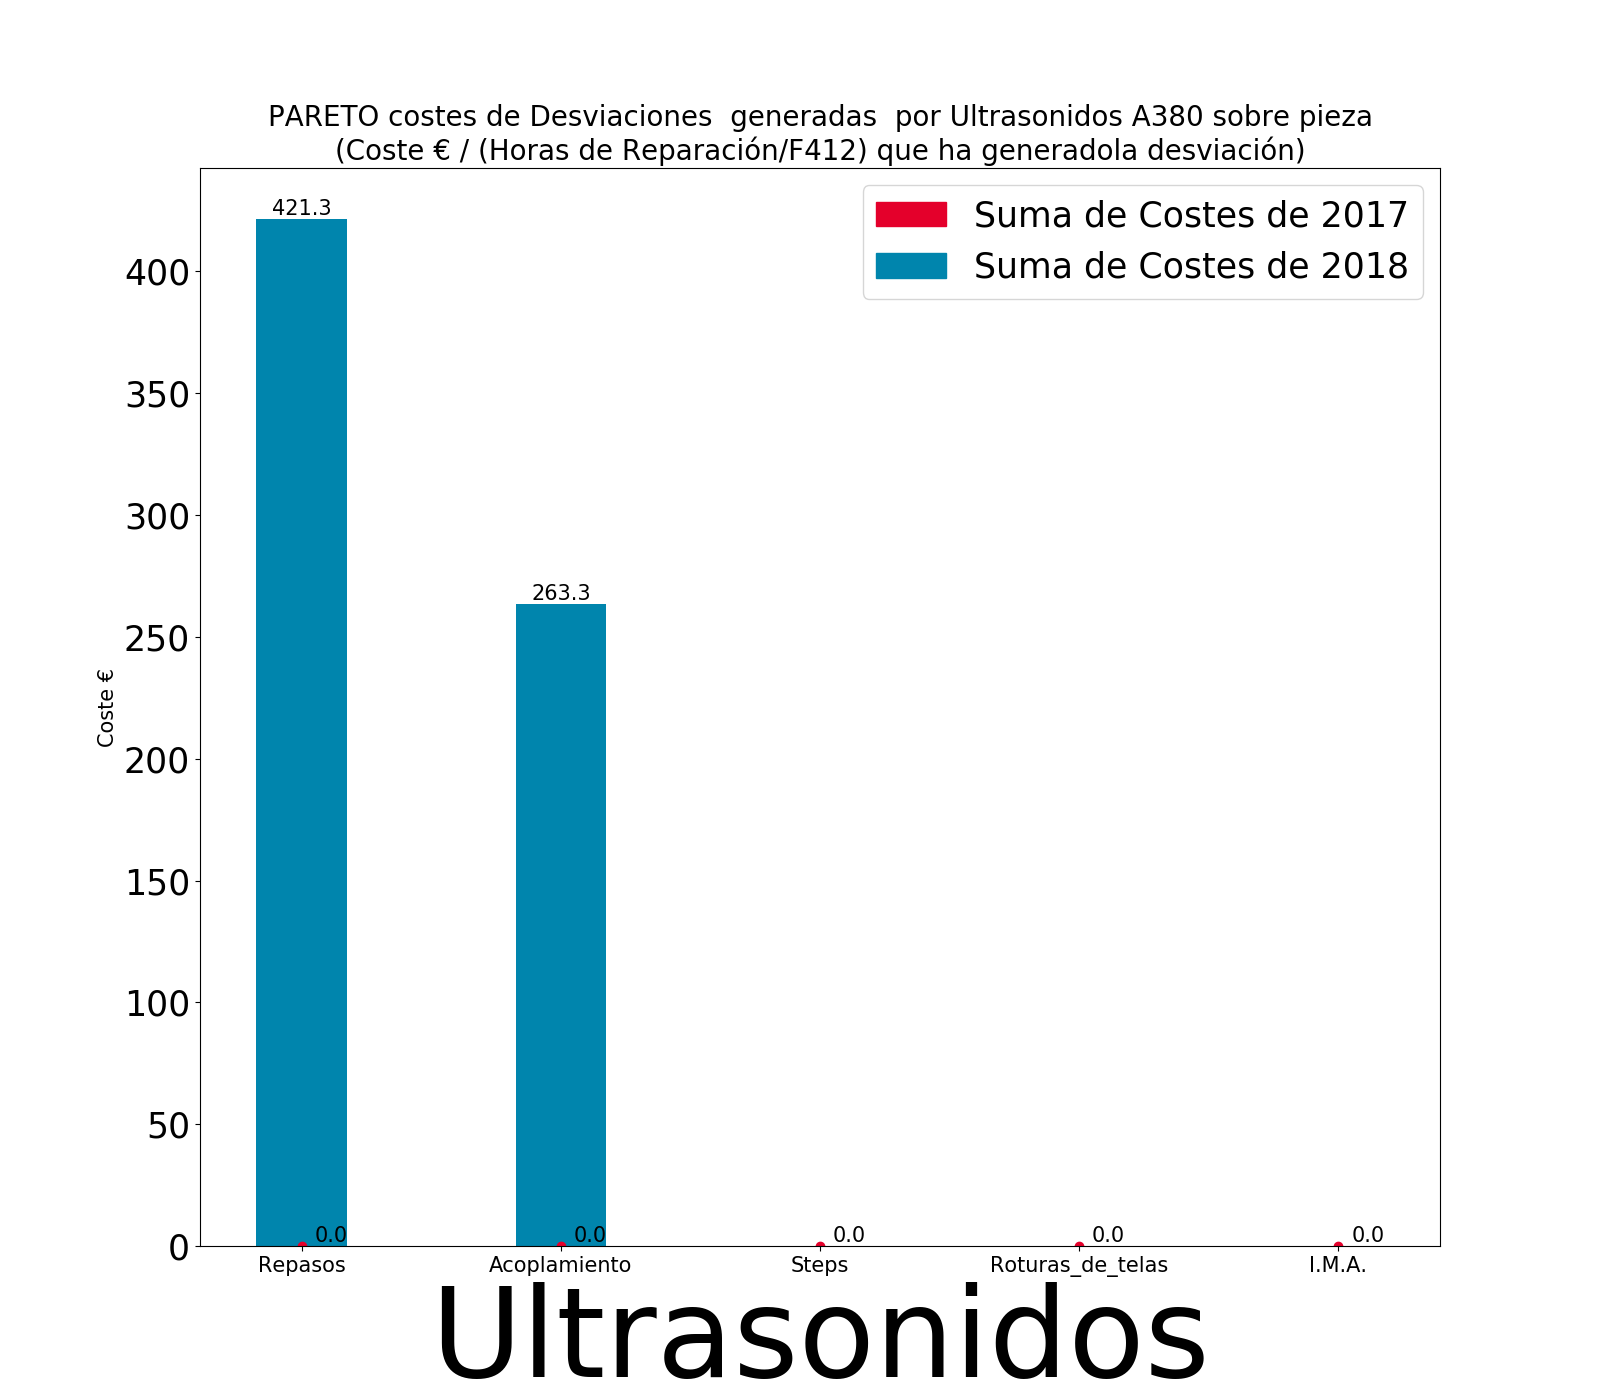 PARETO costes de Desviaciones  generadas  por Ultrasonidos A380 sobre pieza
(Coste € / (Horas de Reparación/F412) que ha generadola desviación)
Suma de Costes de 2017
Suma de Costes de 2018
421.3
263.3
400
350
300
250
200
150
100
50
0
Coste €
0.0
0.0
0.0
0.0
0.0
Repasos
Acoplamiento
Steps
Roturas_de_telas
I.M.A.
Ultrasonidos